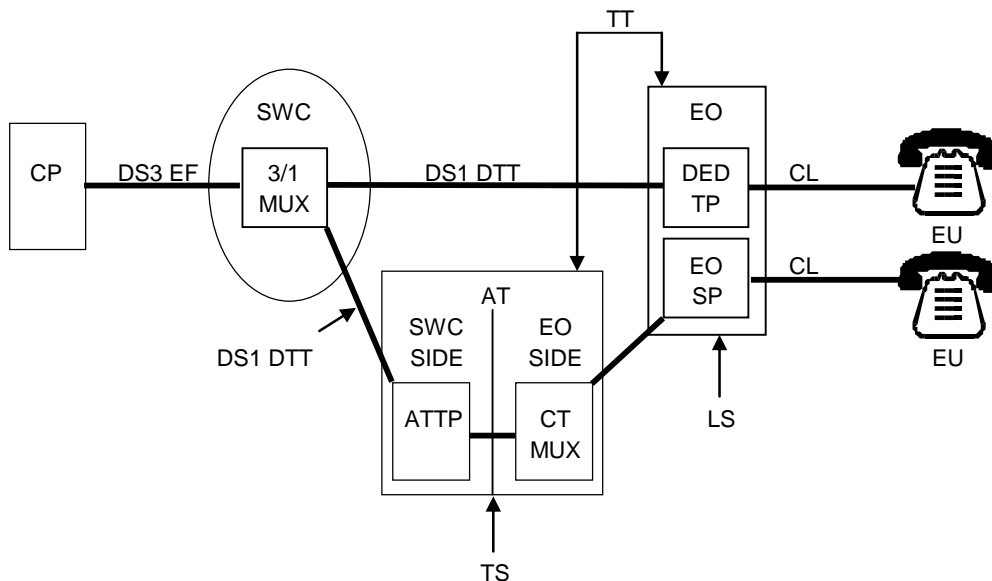 TT
SWC
EO
CP
DS3 EF
3/1
MUX
DS1 DTT
DED
TP
CL
EU
EO
SP
CL
EU
AT
SWC
SIDE
EO
SIDE
DS1 DTT
ATTP
CT
MUX
LS
TS